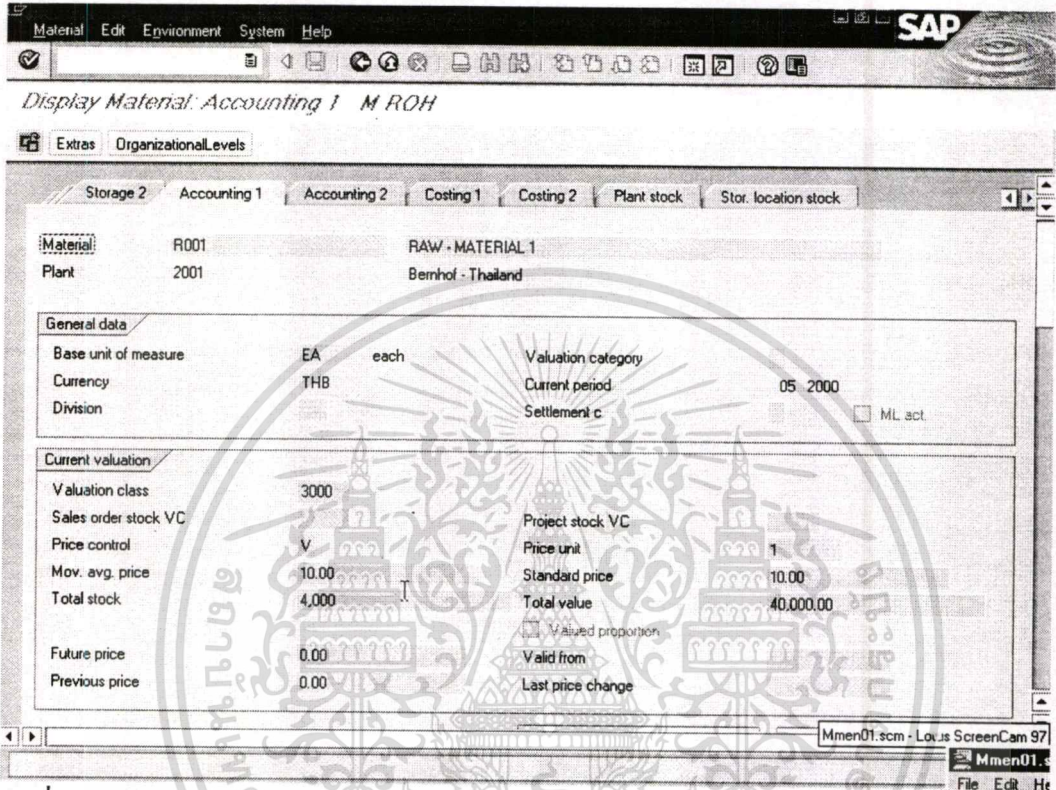 Material Edit Environment System Help
SAP
Display Material: Accounting 1 M ROH
Extras OrganizationalLevels
Storage 2 Accounting 1 Accounting 2 Costing 1 Costing 2 Plant stock Stor. location stock
Material R001 RAW - MATERIAL 1
Plant 2001 Bernhof - Thailand
General data
Base unit of measure EA each Valuation category
Currency THB Current period 05 2000
Division Settlement c ML act.
Current valuation
Valuation class 3000
Sales order stock VC Project stock VC
Price control V Price unit 1
Mov. avg. price 10.00 Standard price 10.00
Total stock 4,000 Total value 40,000.00
Valued proportion
Future price 0.00 Valid from
Previous price 0.00 Last price change
Mmen01.scm - Lotus ScreenCam 97
Mmen01.s
File Edit He